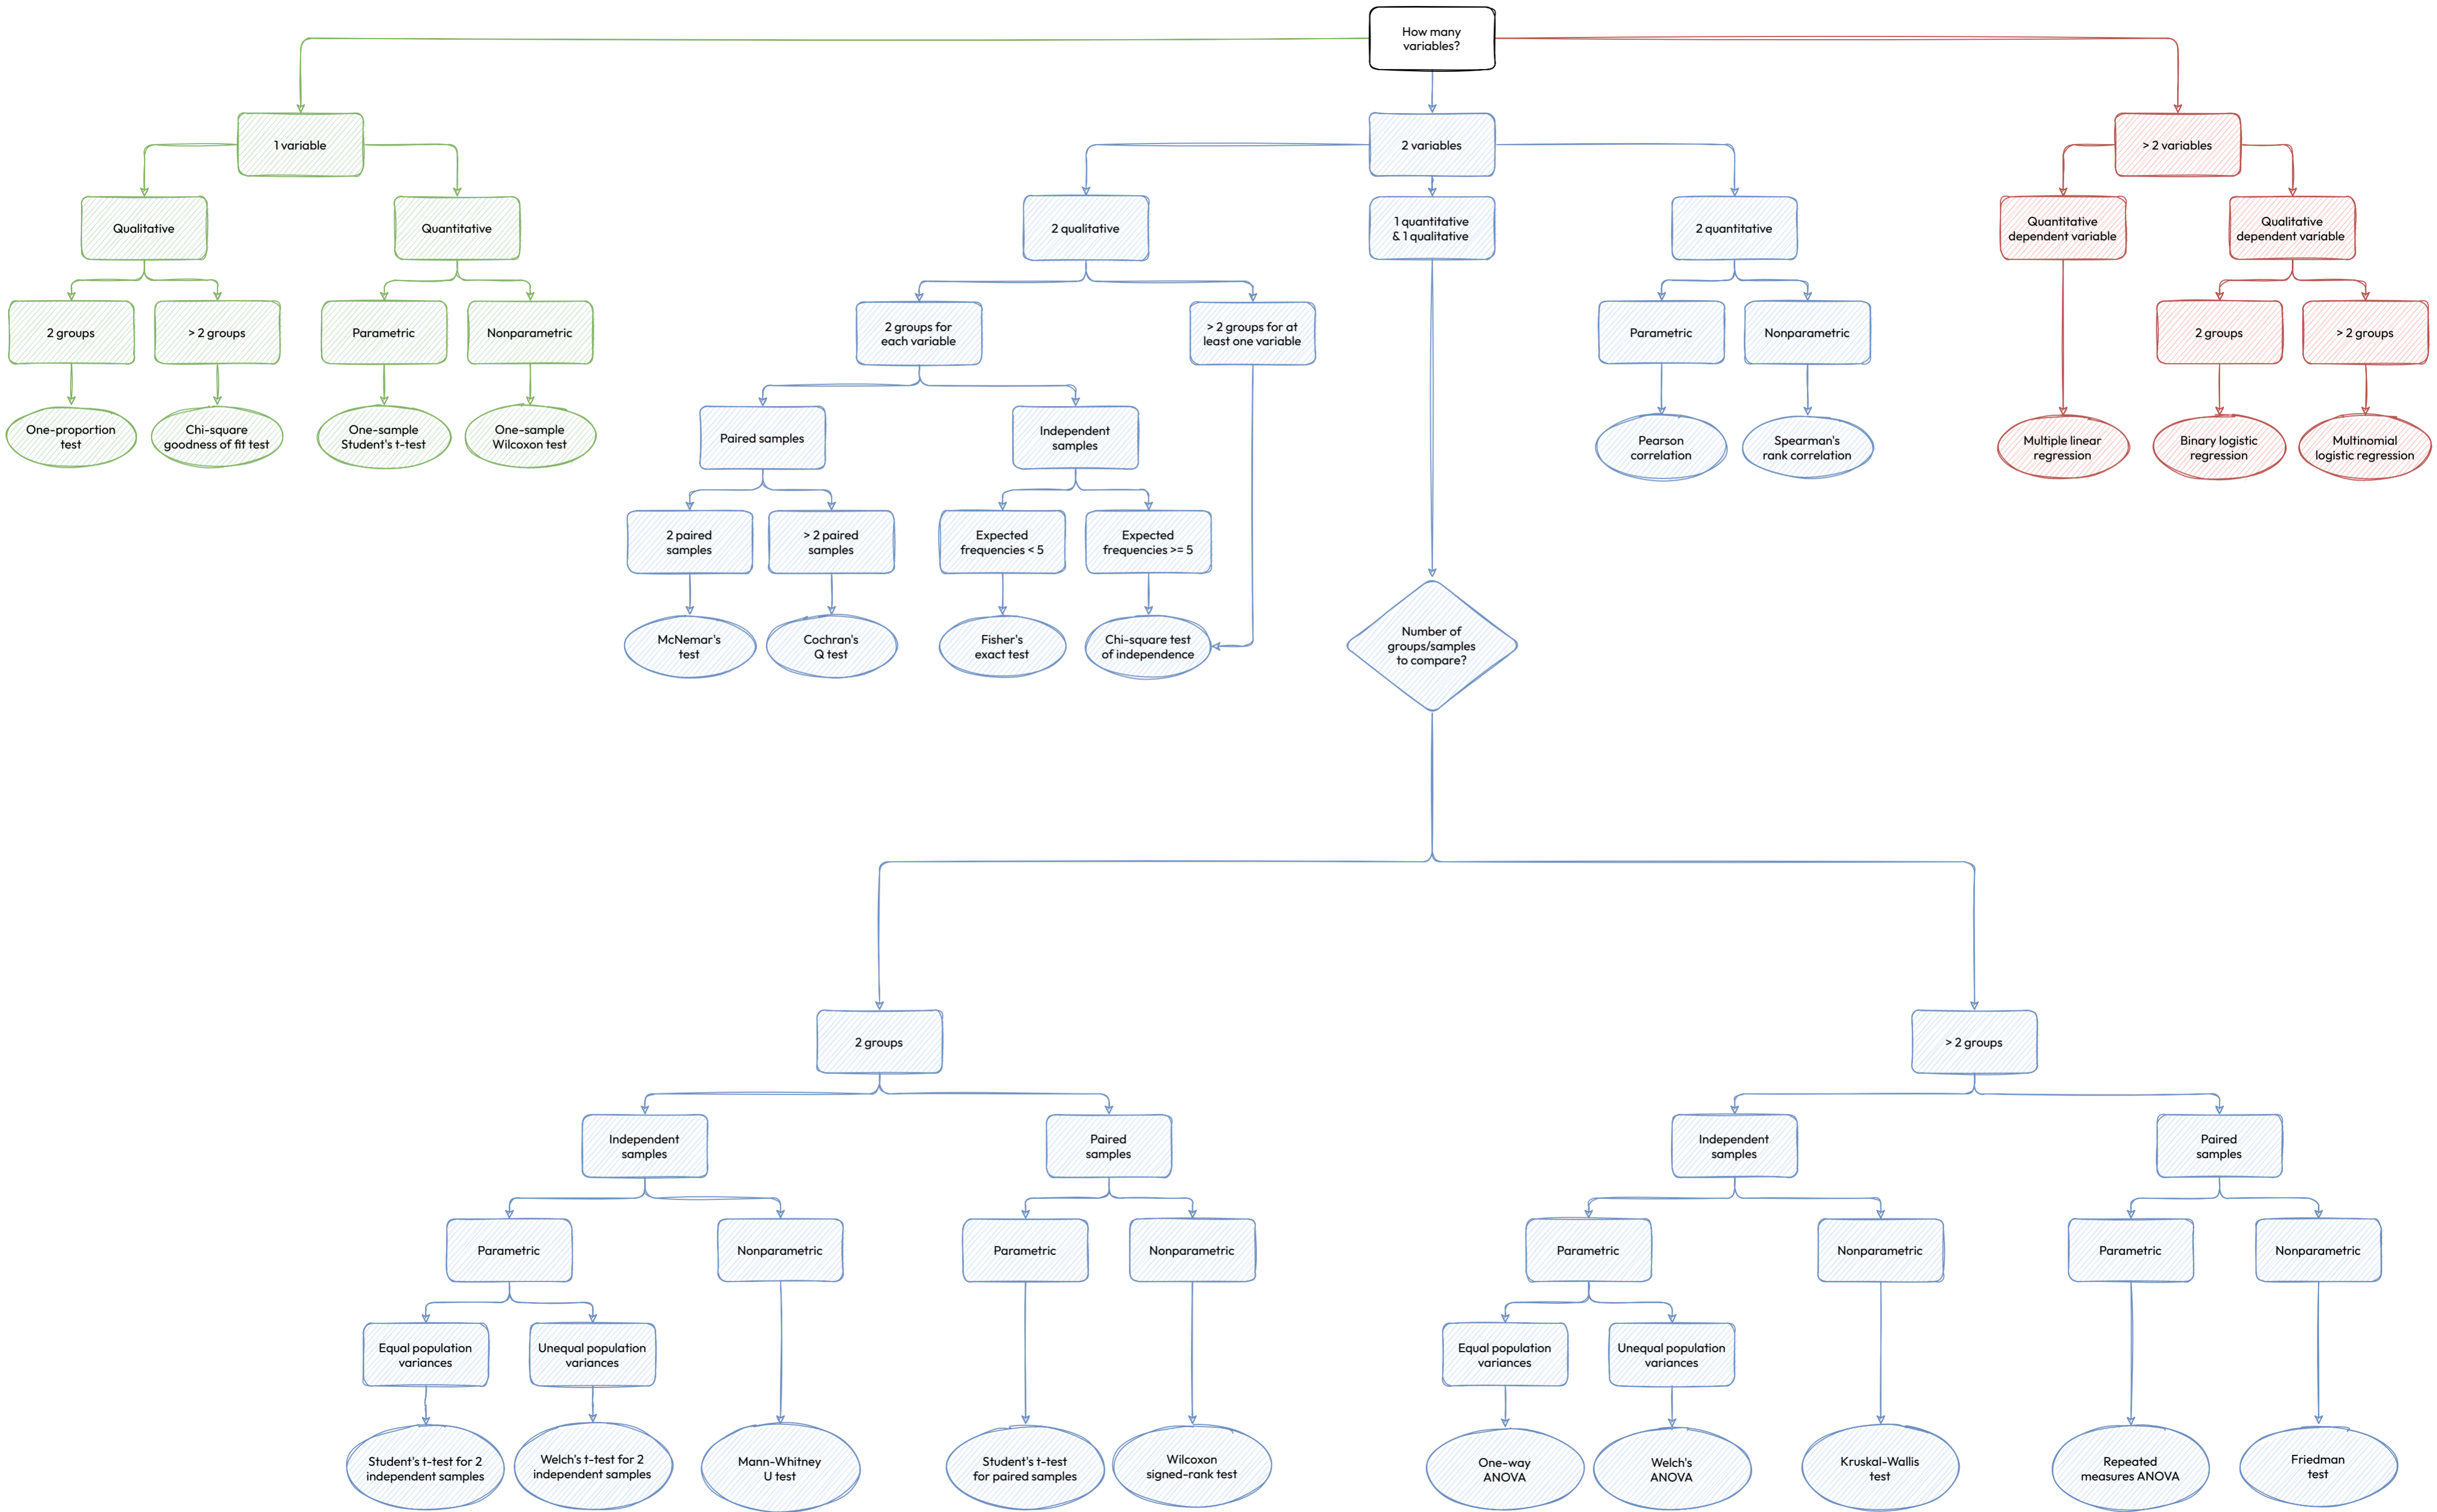 How many
variables?
1 variable
2 variables
> 2 variables
Qualitative
Quantitative
2 qualitative
1 quantitative
& 1 qualitative
2 quantitative
Quantitative
dependent variable
Qualitative
dependent variable
2 groups
> 2 groups
Parametric
Nonparametric
2 groups for
each variable
> 2 groups for at
least one variable
Parametric
Nonparametric
2 groups
> 2 groups
One-proportion
test
Chi-square
goodness of fit test
One-sample
Student's t-test
One-sample
Wilcoxon test
Paired samples
Independent
samples
Pearson
correlation
Spearman's
rank correlation
Multiple linear
regression
Binary logistic
regression
Multinomial
logistic regression
2 paired
samples
> 2 paired
samples
Expected
frequencies < 5
Expected
frequencies >= 5
McNemar's
test
Cochran's
Q test
Fisher's
exact test
Chi-square test
of independence
Number of
groups/samples
to compare?
2 groups
> 2 groups
Independent
samples
Paired
samples
Independent
samples
Paired
samples
Parametric
Nonparametric
Parametric
Nonparametric
Parametric
Nonparametric
Parametric
Nonparametric
Equal population
variances
Unequal population
variances
Equal population
variances
Unequal population
variances
Student's t-test for 2
independent samples
Welch's t-test for 2
independent samples
Mann-Whitney
U test
Student's t-test
for paired samples
Wilcoxon
signed-rank test
One-way
ANOVA
Welch's
ANOVA
Kruskal-Wallis
test
Repeated
measures ANOVA
Friedman
test